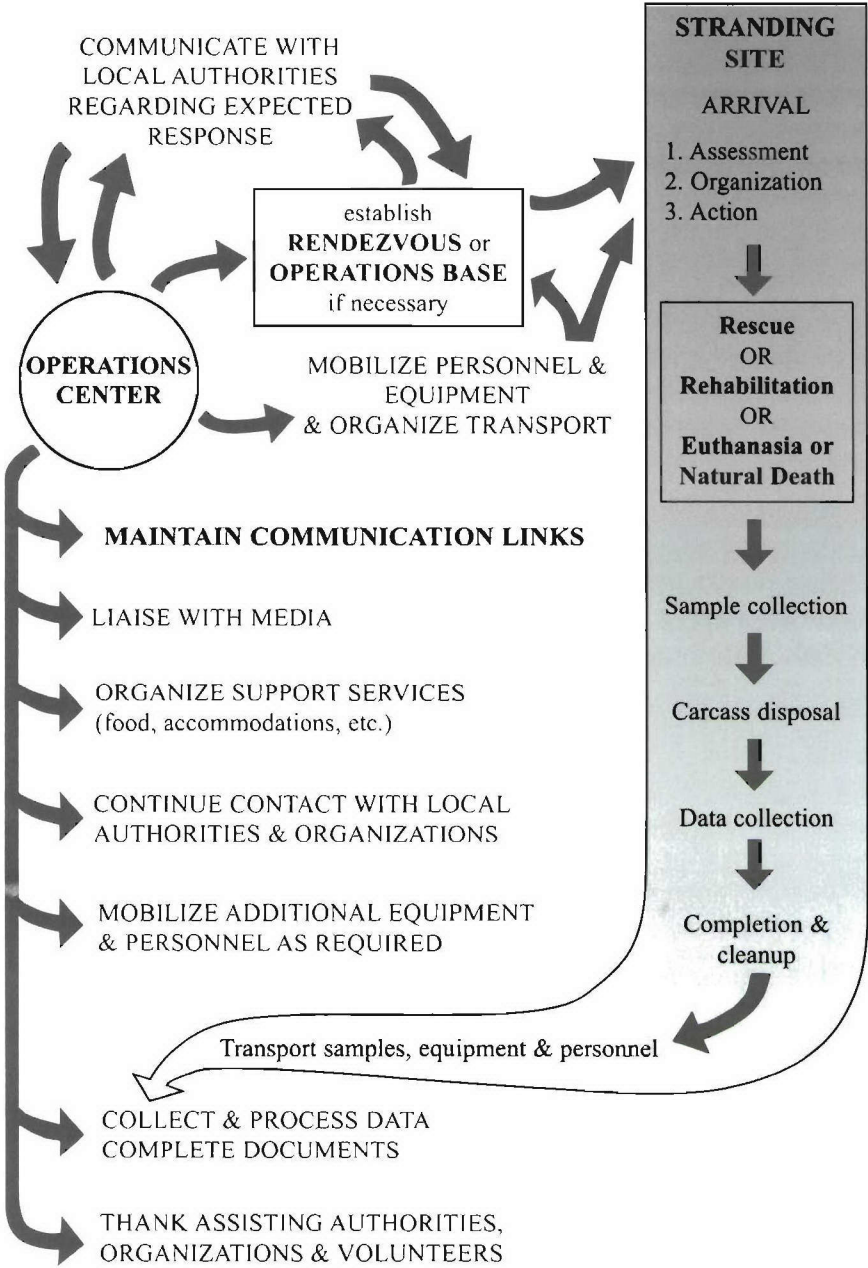 COMMUNICATE WITH
LOCAL AUTHORITIES
REGARDING EXPECTED
RESPONSE
establish
RENDEZVOUS or
OPERATIONS BASE
if necessary
OPERATIONS
CENTER
MOBILIZE PERSONNEL &
EQUIPMENT
& ORGANIZE TRANSPORT
MAINTAIN COMMUNICATION LINKS
LIAISE WITH MEDIA
ORGANIZE SUPPORT SERVICES
(food, accommodations, etc.)
CONTINUE CONTACT WITH LOCAL
AUTHORITIES & ORGANIZATIONS
MOBILIZE ADDITIONAL EQUIPMENT
& PERSONNEL AS REQUIRED
STRANDING
SITE
ARRIVAL
1. Assessment
2. Organization
3. Action
Rescue
OR
Rehabilitation
OR
Euthanasia or
Natural Death
Sample collection
Carcass disposal
Data collection
Completion &
cleanup
Transport samples, equipment & personnel
COLLECT & PROCESS DATA
COMPLETE DOCUMENTS
THANK ASSISTING AUTHORITIES,
ORGANIZATIONS & VOLUNTEERS